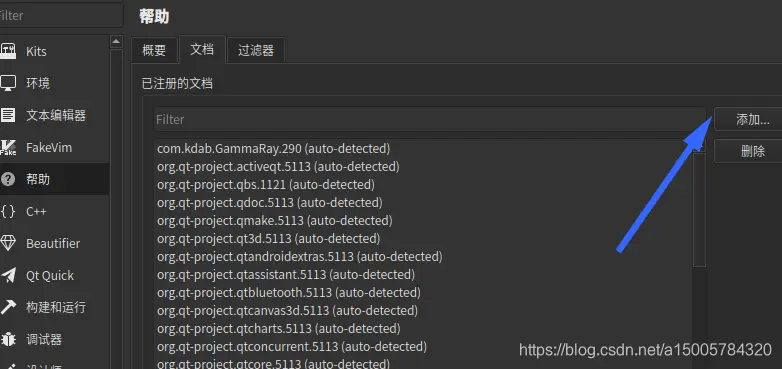 Filter
帮助
Kits
环境
文本编辑器
FakeVim
帮助
C++
Beautifier
Qt Quick
构建和运行
调试器
概要 文档 过滤器
已注册的文档
Filter
添加...
删除
com.kdab.GammaRay.290 (auto-detected)
org.qt-project.activeqt.5113 (auto-detected)
org.qt-project.qbs.1121 (auto-detected)
org.qt-project.qdoc.5113 (auto-detected)
org.qt-project.qmake.5113 (auto-detected)
org.qt-project.qt3d.5113 (auto-detected)
org.qt-project.qtandroidextras.5113 (auto-detected)
org.qt-project.qtassistant.5113 (auto-detected)
org.qt-project.qtbluetooth.5113 (auto-detected)
org.qt-project.qtcanvas3d.5113 (auto-detected)
org.qt-project.qtcharts.5113 (auto-detected)
org.qt-project.qtconcurrent.5113 (auto-detected)
org.qt-project.qtcore.5113 (auto-detected)
https://blog.csdn.net/a15005784320